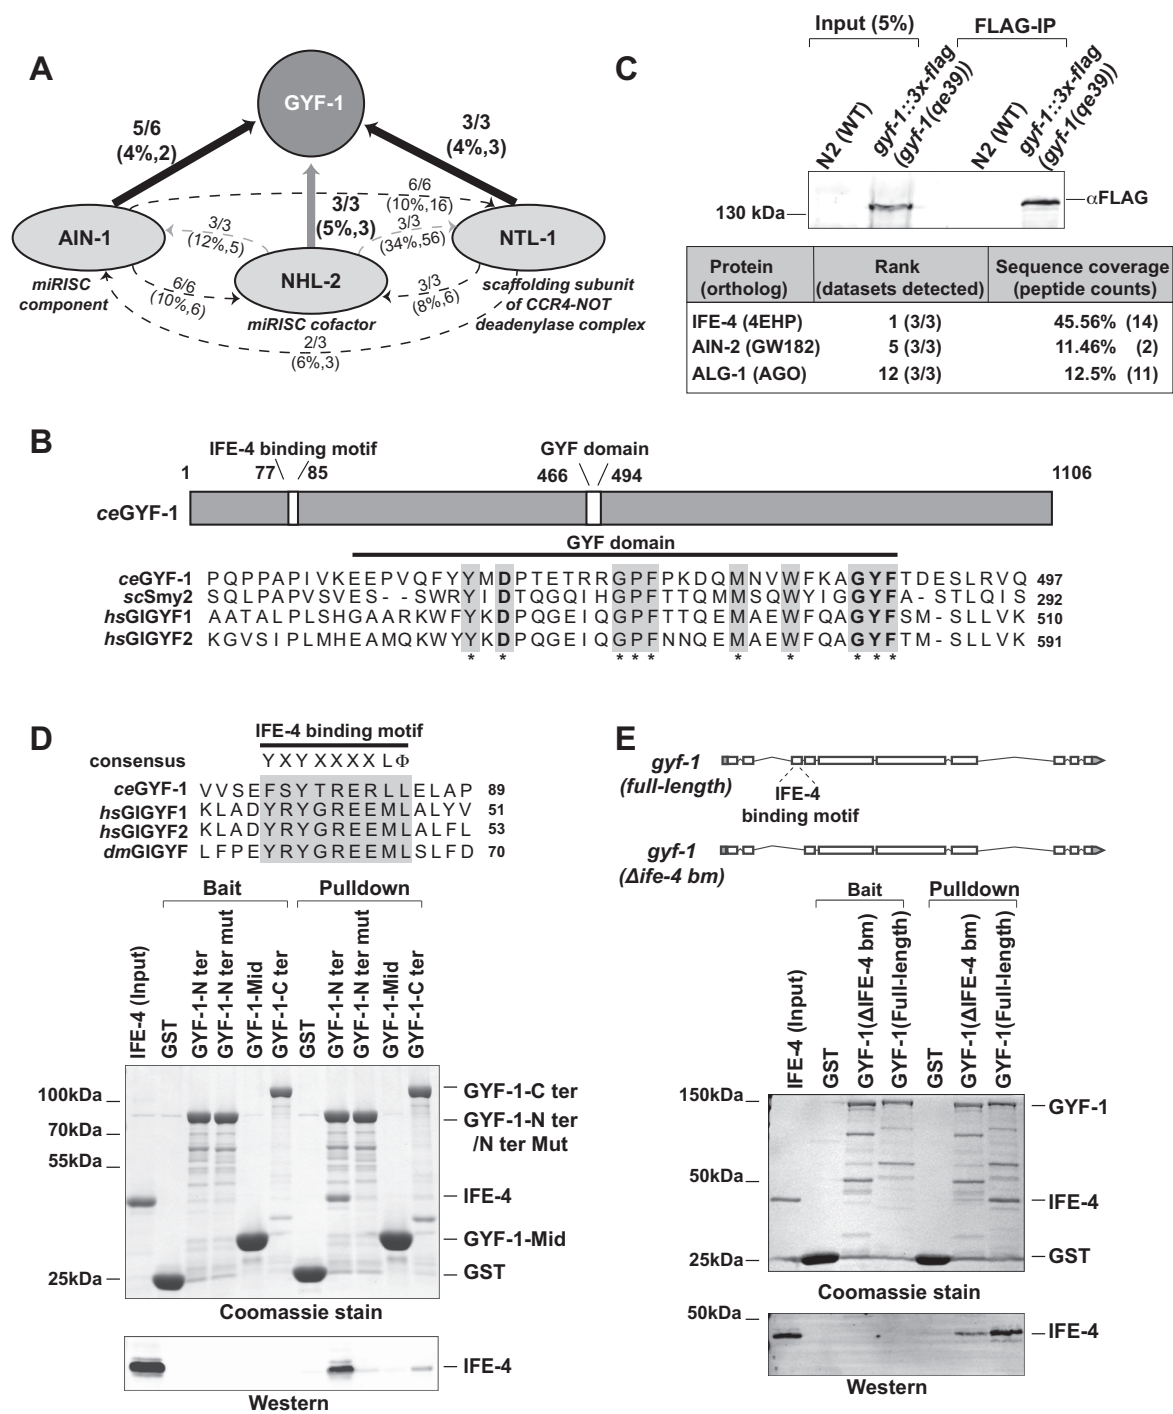 A
GYF-1
5/6
(4%,2)
3/3
(4%,3)
3/3
(5%,3)
6/6
(10%,16)
3/3
(12%,5)
3/3
(34%,56)
AIN-1
NHL-2
NTL-1
6/6
(10%,6)
3/3
(8%,6)
miRISC
component
miRISC cofactor
scaffolding subunit
of CCR4-NOT
deadenylase complex
2/3
(6%,3)
C
Input (5%)
FLAG-IP
N2 (WT)
gyf-1::3x-flag
(gyf-1(qe39))
N2 (WT)
gyf-1::3x-flag
(gyf-1(qe39))
130 kDa
αFLAG
Protein (ortholog) Rank (datasets detected) Sequence coverage (peptide counts)
IFE-4 (4EHP) 1 (3/3) 45.56% (14)
AIN-2 (GW182) 5 (3/3) 11.46% (2)
ALG-1 (AGO) 12 (3/3) 12.5% (11)
B
IFE-4 binding motif
GYF domain
1 77 85 466 494 1106
ceGYF-1
GYF domain
ceGYF-1 PQPPAPIVKEEPVQFYYMDPTETRRGPFPKDQMNVWFKAGYFTDESLRVQ 497
scSmy2 SQLPAPVSVES--SWRYIDTQGQIHGPFTTQMMSQWYIGGYFA-STLQIS 292
hsGIGYF1 AATALPLSHGAARKWFYKDPQGEIQGPFTTQEMAEWFQAGYFSM-SLLVK 510
hsGIGYF2 KGVSIPLMHEAMQKWYYKDPQGEIQGPFNNQEMAEWFQAGYFTM-SLLVK 591
* * * * * * * * * *
D
IFE-4 binding motif
consensus YXYXXXXLΦ
ceGYF-1 VVSEFSYTRERLLELAP 89
hsGIGYF1 KLADYRYGREEMLALYV 51
hsGIGYF2 KLADYRYGREEMLALFL 53
dmGIGYF LFPEYRYGREEMLSLFD 70
Bait
Pulldown
IFE-4 (Input)
GST
GYF-1-N ter
GYF-1-N ter mut
GYF-1-Mid
GYF-1-C ter
GST
GYF-1-N ter
GYF-1-N ter mut
GYF-1-Mid
GYF-1-C ter
100kDa
70kDa
55kDa
25kDa
GYF-1-C ter
GYF-1-N ter
/N ter Mut
IFE-4
GYF-1-Mid
GST
Coomassie stain
IFE-4
Western
E
gyf-1
(full-length)
IFE-4
binding motif
gyf-1
(Δife-4 bm)
Bait
Pulldown
IFE-4 (Input)
GST
GYF-1(ΔIFE-4 bm)
GYF-1(Full-length)
GST
GYF-1(ΔIFE-4 bm)
GYF-1(Full-length)
150kDa
50kDa
25kDa
GYF-1
IFE-4
GST
Coomassie stain
50kDa
IFE-4
Western